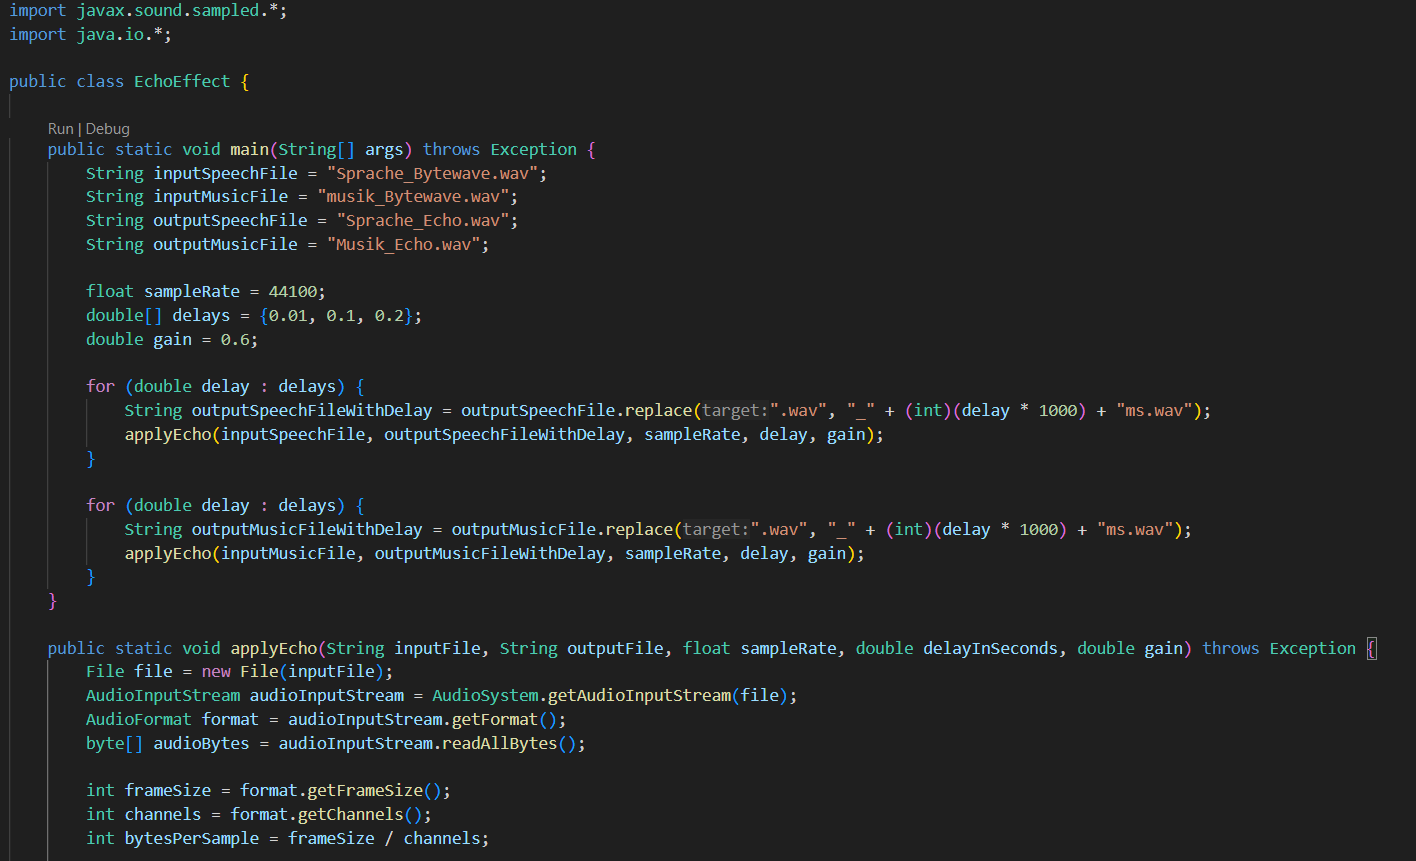 import javax.sound.sampled.*;
import java.io.*;
public class EchoEffect {
Run | Debug
public static void main(String[] args) throws Exception {
String inputSpeechFile = "Sprache_Bytewave.wav";
String inputMusicFile = "musik_Bytewave.wav";
String outputSpeechFile = "Sprache_Echo.wav";
String outputMusicFile = "Musik_Echo.wav";
float sampleRate = 44100;
double[] delays = {0.01, 0.1, 0.2};
double gain = 0.6;
for (double delay : delays) {
String outputSpeechFileWithDelay = outputSpeechFile.replace(target:".wav", "_" + (int)(delay * 1000) + "ms.wav");
applyEcho(inputSpeechFile, outputSpeechFileWithDelay, sampleRate, delay, gain);
}
for (double delay : delays) {
String outputMusicFileWithDelay = outputMusicFile.replace(target:".wav", "_" + (int)(delay * 1000) + "ms.wav");
applyEcho(inputMusicFile, outputMusicFileWithDelay, sampleRate, delay, gain);
}
}
public static void applyEcho(String inputFile, String outputFile, float sampleRate, double delayInSeconds, double gain) throws Exception {
File file = new File(inputFile);
AudioInputStream audioInputStream = AudioSystem.getAudioInputStream(file);
AudioFormat format = audioInputStream.getFormat();
byte[] audioBytes = audioInputStream.readAllBytes();
int frameSize = format.getFrameSize();
int channels = format.getChannels();
int bytesPerSample = frameSize / channels;